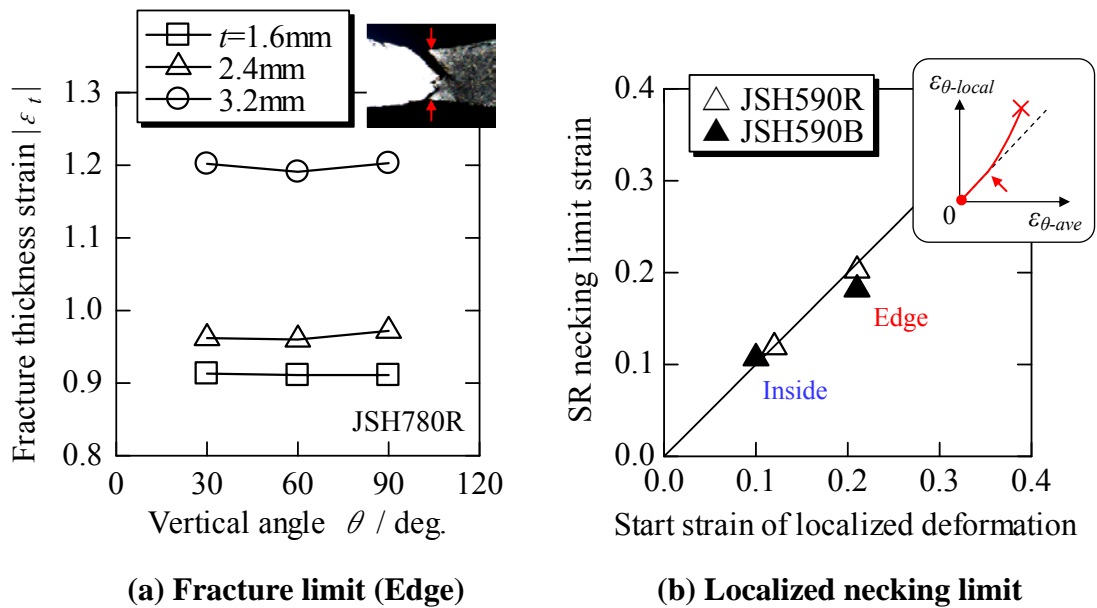 t=1.6mm
2.4mm
3.2mm
Fracture thickness strain |ε t|
1.3
1.2
1.1
1.0
0.9
0.8
JSH780R
0 30 60 90 120
Vertical angle θ / deg.
(a) Fracture limit (Edge)
JSH590R
JSH590B
εθ-local
0
εθ-ave
SR necking limit strain
0.4
0.3
0.2
0.1
0.0
Edge
Inside
0.0 0.1 0.2 0.3 0.4
Start strain of localized deformation
(b) Localized necking limit